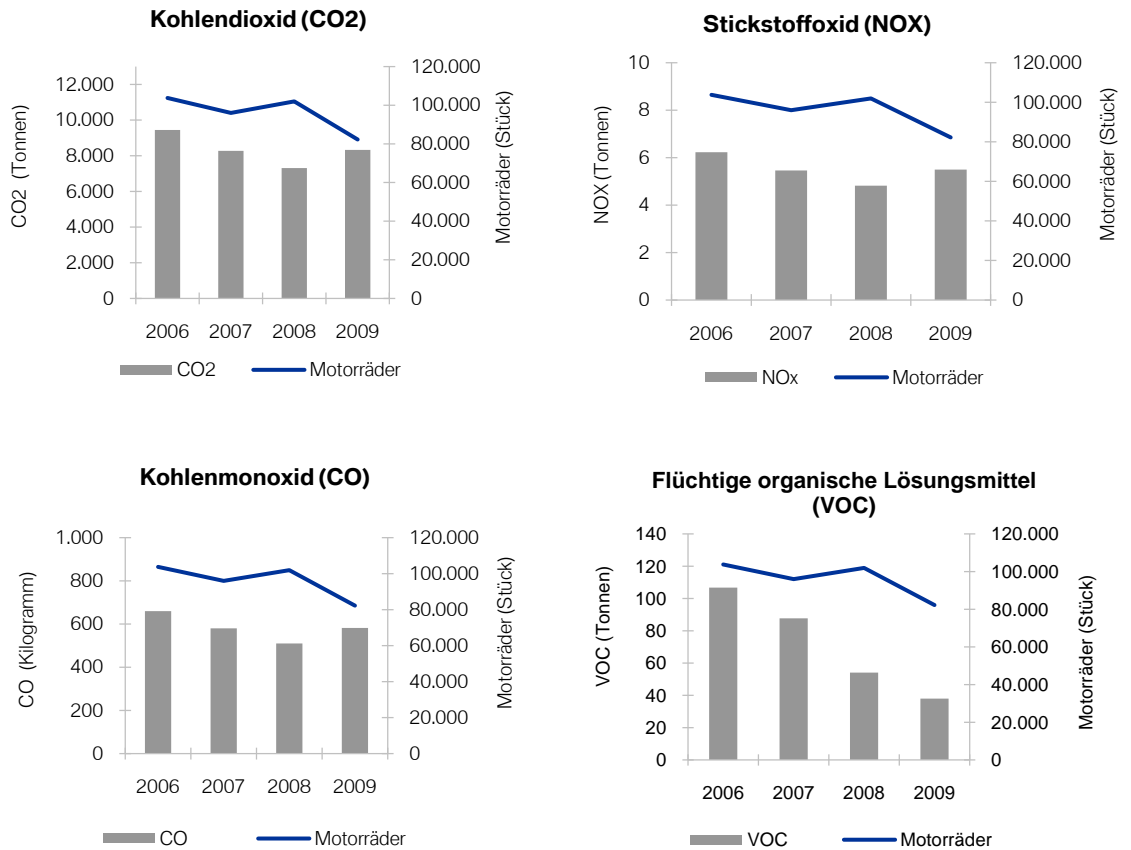 Kohlendioxid (CO2)
CO2 (Tonnen)
12.000
10.000
8.000
6.000
4.000
2.000
0
120.000
100.000
80.000
60.000
40.000
20.000
0
Motorräder (Stück)
2006 2007 2008 2009
CO2 Motorräder
Stickstoffoxid (NOX)
NOX (Tonnen)
10
8
6
4
2
0
120.000
100.000
80.000
60.000
40.000
20.000
0
Motorräder (Stück)
2006 2007 2008 2009
NOx Motorräder
Kohlenmonoxid (CO)
CO (Kilogramm)
1.000
800
600
400
200
0
120.000
100.000
80.000
60.000
40.000
20.000
0
Motorräder (Stück)
2006 2007 2008 2009
CO Motorräder
Flüchtige organische Lösungsmittel
(VOC)
VOC (Tonnen)
140
120
100
80
60
40
20
0
120.000
100.000
80.000
60.000
40.000
20.000
0
Motorräder (Stück)
2006 2007 2008 2009
VOC Motorräder